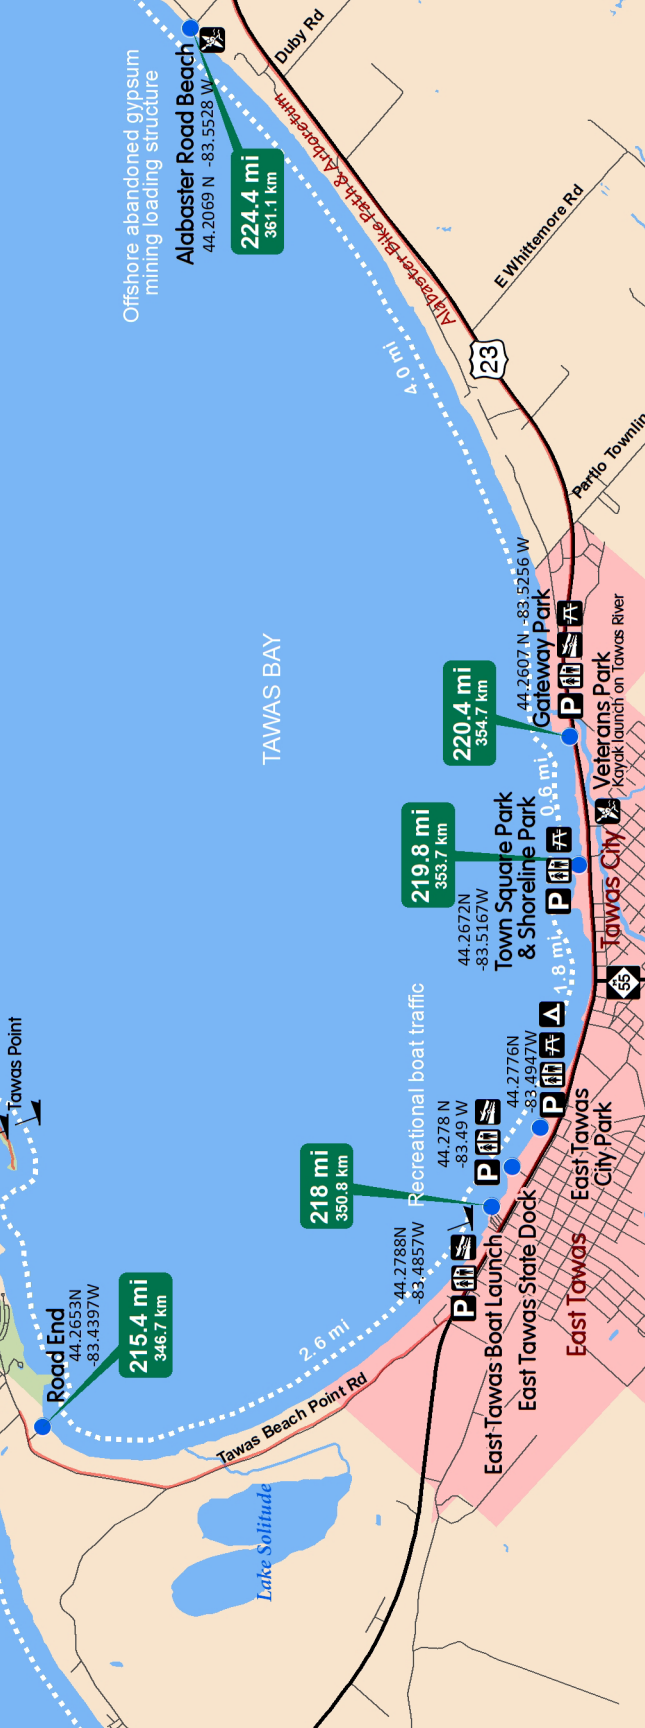 Tawas Point
Road End
44.2653N
-83.4397W
215.4 mi
346.7 km
2.6 mi
Tawas Beach Point Rd
Lake Solitude
218 mi
350.8 km
Recreational boat traffic
44.2788N
-83.4857W
P
East Tawas Boat Launch
44.278 N
-83.49 W
P
East Tawas State Dock
44.2776N
-83.4947W
P
East Tawas
City Park
East Tawas
1.8 mi
M
55
219.8 mi
353.7 km
44.2672N
-83.5167W
Town Square Park
& Shoreline Park
P
Tawas City
0.6 mi
TAWAS BAY
220.4 mi
354.7 km
44.2607 N -83.5256 W
Gateway Park
P
Veterans Park
Kayak launch on Tawas River
4.0 mi
23
E Whittemore Rd
Alabaster Bike Path & Arboretum
Duby Rd
Offshore abandoned gypsum
mining loading structure
Alabaster Road Beach
44.2069 N -83.5528 W
224.4 mi
361.1 km